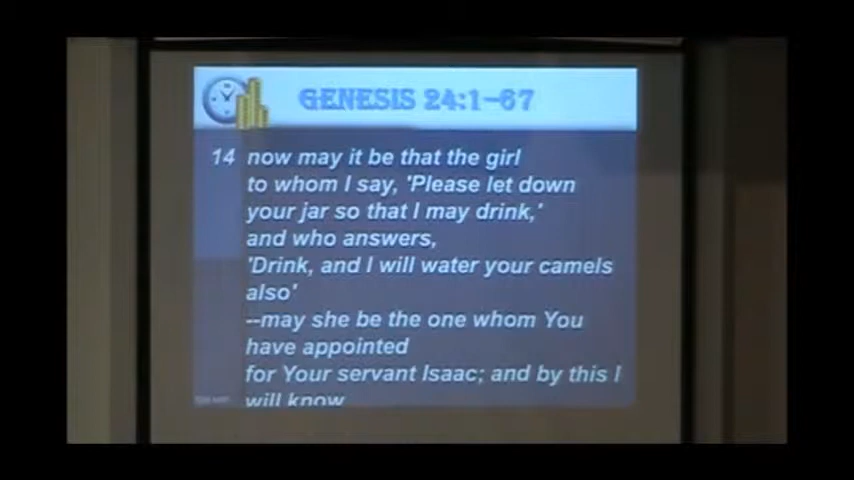 GENESIS 24:1-67
14 now may it be that the girl
to whom I say, 'Please let down
your jar so that I may drink,'
and who answers,
'Drink, and I will water your camels
also'
--may she be the one whom You
have appointed
for Your servant Isaac; and by this I
will know